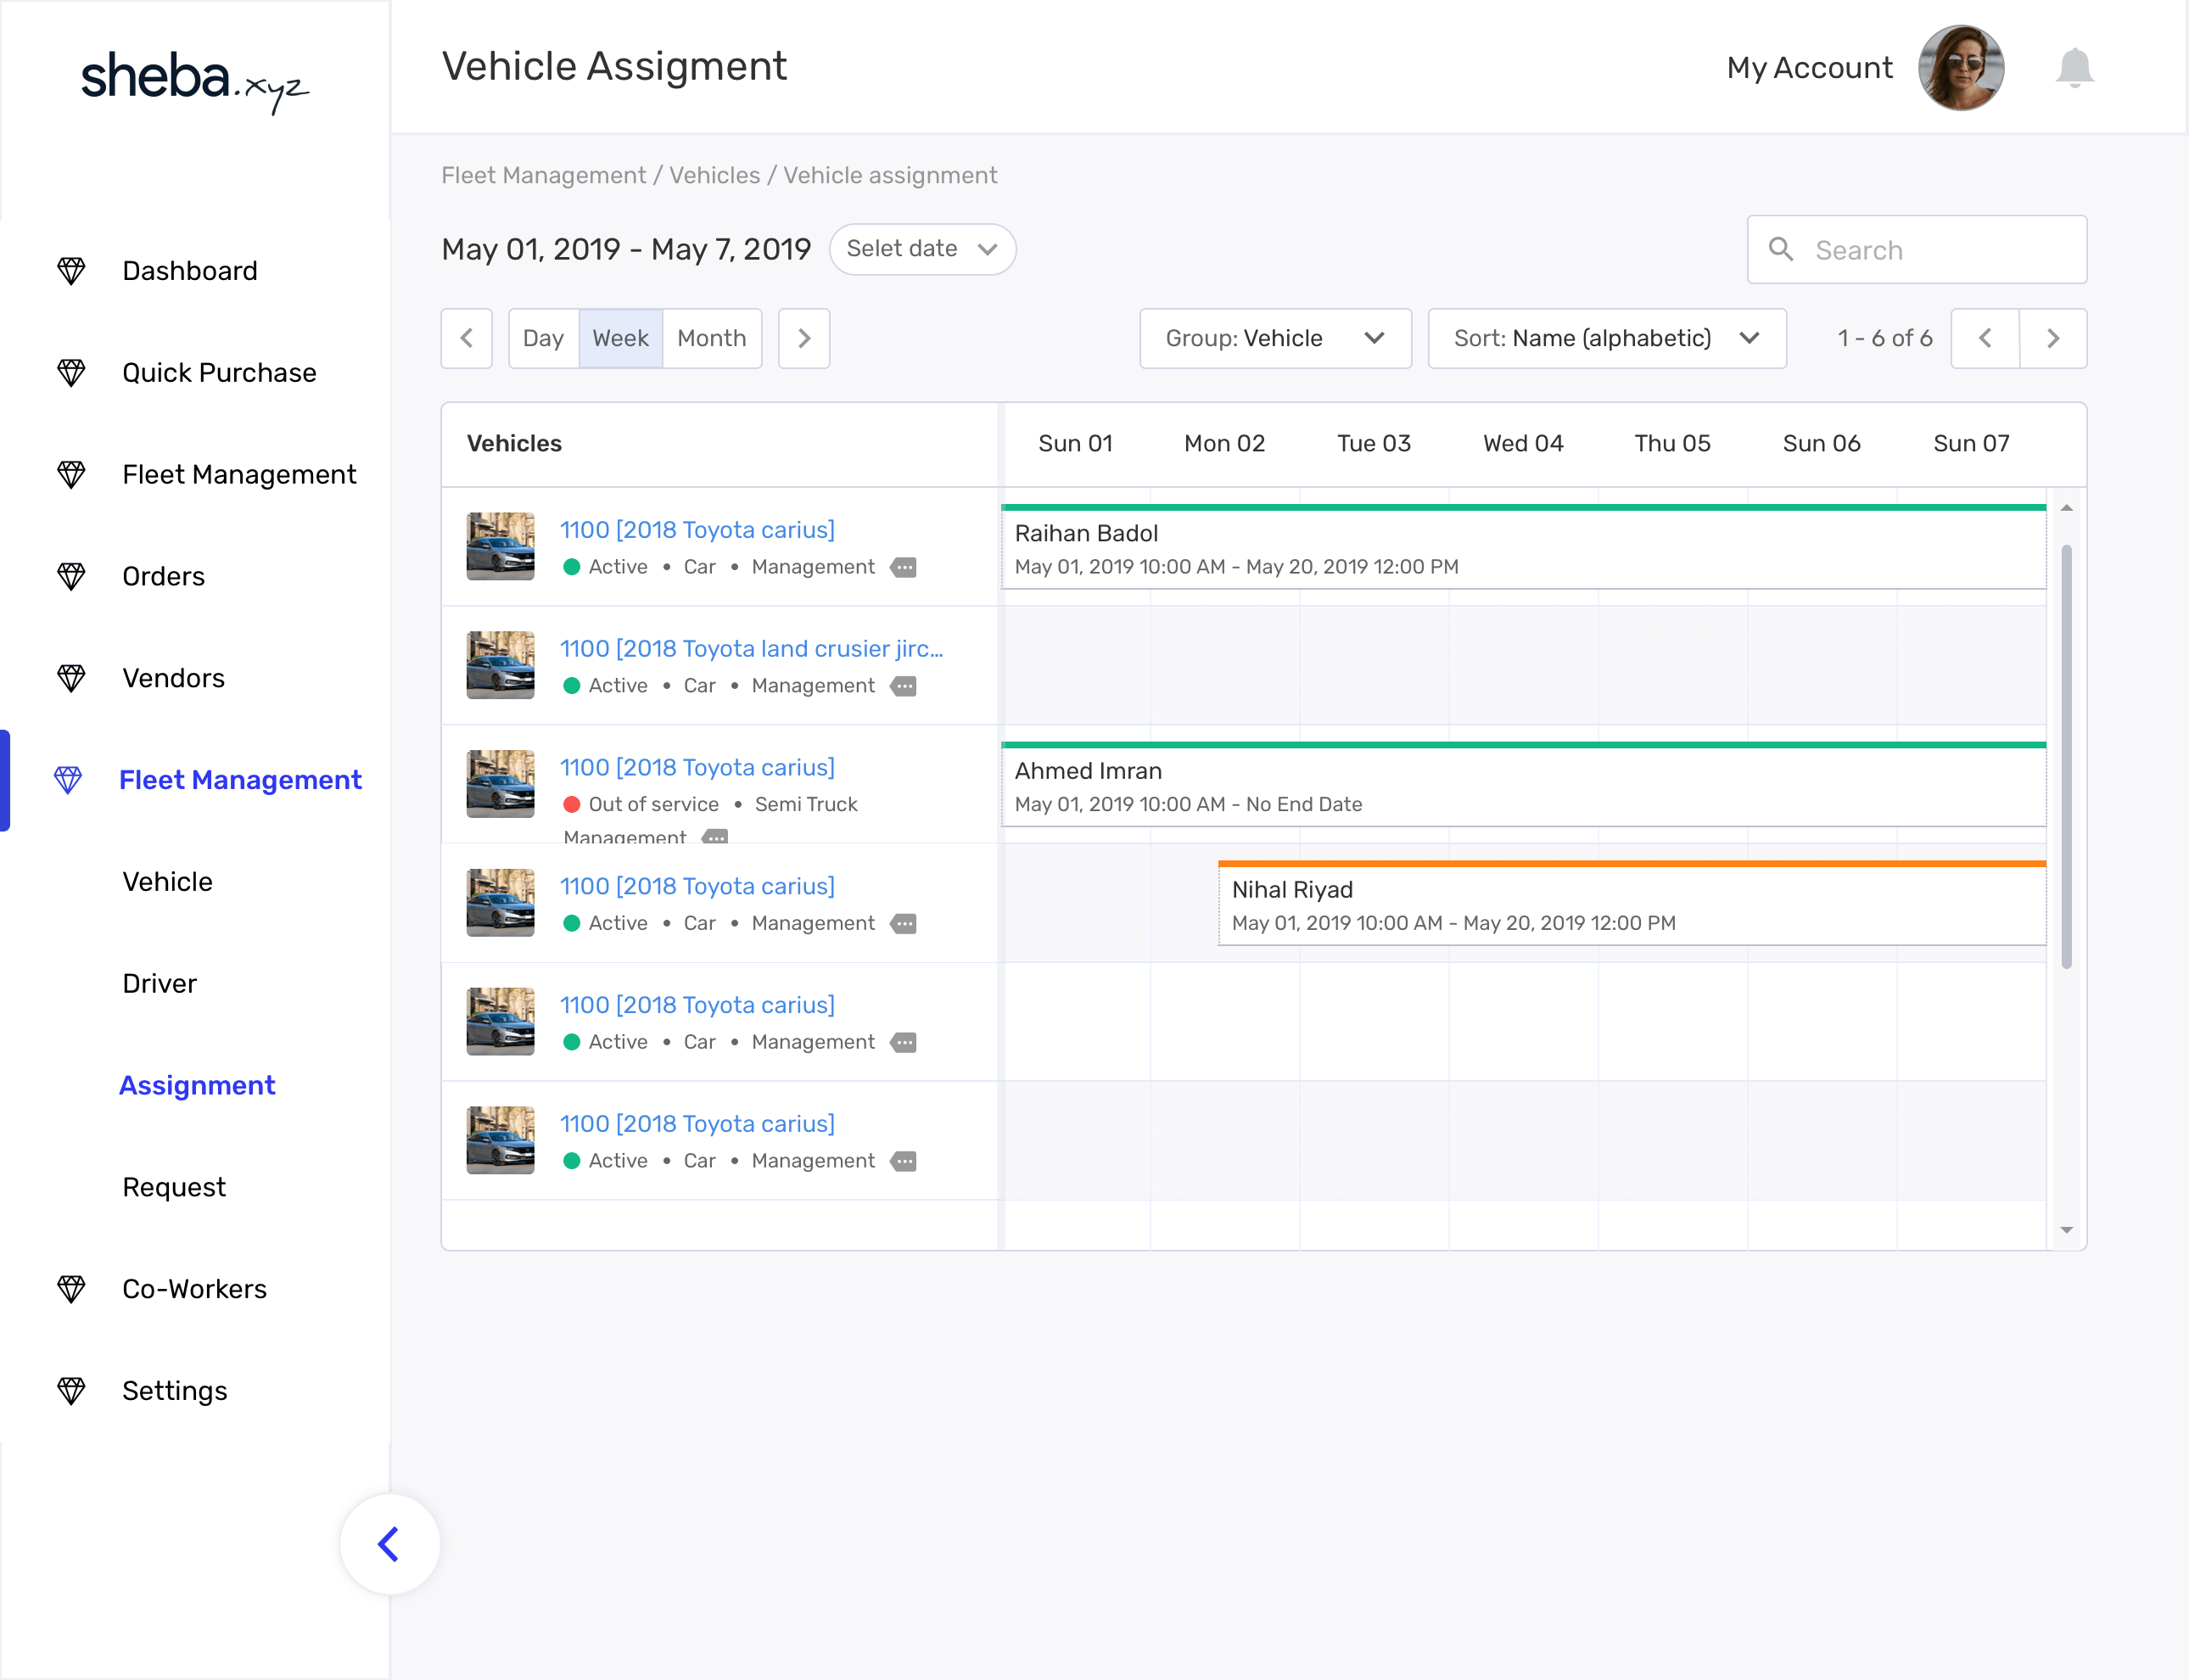 sheba.xyz
Vehicle Assigment
My Account
Fleet Management / Vehicles / Vehicle assignment
May 01, 2019 - May 7, 2019
Selet date
Search
Day
Week
Month
Group: Vehicle
Sort: Name (alphabetic)
1 - 6 of 6
Dashboard
Quick Purchase
Fleet Management
Orders
Vendors
Fleet Management
Vehicle
Driver
Assignment
Request
Co-Workers
Settings
Vehicles
Sun 01
Mon 02
Tue 03
Wed 04
Thu 05
Sun 06
Sun 07
1100 [2018 Toyota carius]
Active • Car • Management
Raihan Badol
May 01, 2019 10:00 AM - May 20, 2019 12:00 PM
1100 [2018 Toyota land crusier jirc...
Active • Car • Management
1100 [2018 Toyota carius]
Out of service • Semi Truck
Management
Ahmed Imran
May 01, 2019 10:00 AM - No End Date
1100 [2018 Toyota carius]
Active • Car • Management
Nihal Riyad
May 01, 2019 10:00 AM - May 20, 2019 12:00 PM
1100 [2018 Toyota carius]
Active • Car • Management
1100 [2018 Toyota carius]
Active • Car • Management